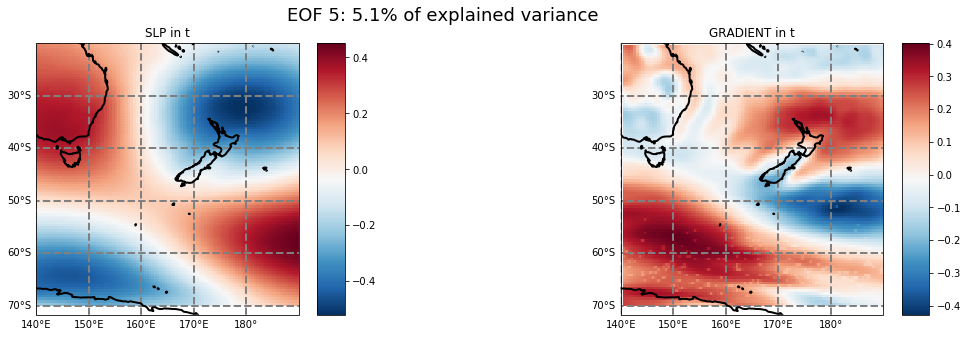 EOF 5: 5.1% of explained variance
SLP in t
GRADIENT in t
30°S
40°S
50°S
60°S
70°S
140°E 150°E 160°E 170°E 180°
0.4
0.2
0.0
−0.2
−0.4
30°S
40°S
50°S
60°S
70°S
140°E 150°E 160°E 170°E 180°
0.4
0.3
0.2
0.1
0.0
−0.1
−0.2
−0.3
−0.4